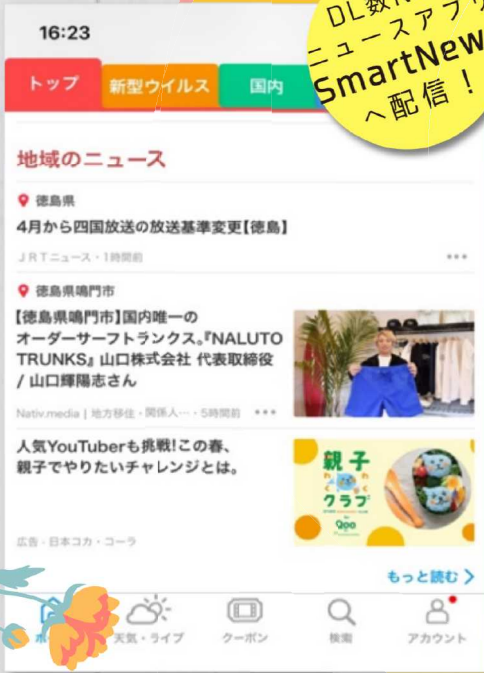 16:23
DL数
ニュースアプリ
SmartNew
へ配信！
トップ
新型ウイルス
国内
地域のニュース
徳島県
4月から四国放送の放送基準変更【徳島】
JRTニュース・1時間前
徳島県鳴門市
【徳島県鳴門市】国内唯一の
オーダーサーフトランクス。『NALUTO
TRUNKS』 山口株式会社 代表取締役
/ 山口輝陽志さん
Nativ.media | 地方移住・関係人…・5時間前
人気YouTuberも挑戦!この春、
親子でやりたいチャレンジとは。
親子
わくわく
クラブ
Qoo
広告・日本コカ・コーラ
もっと読む
天気・ライブ
クーポン
検索
アカウント